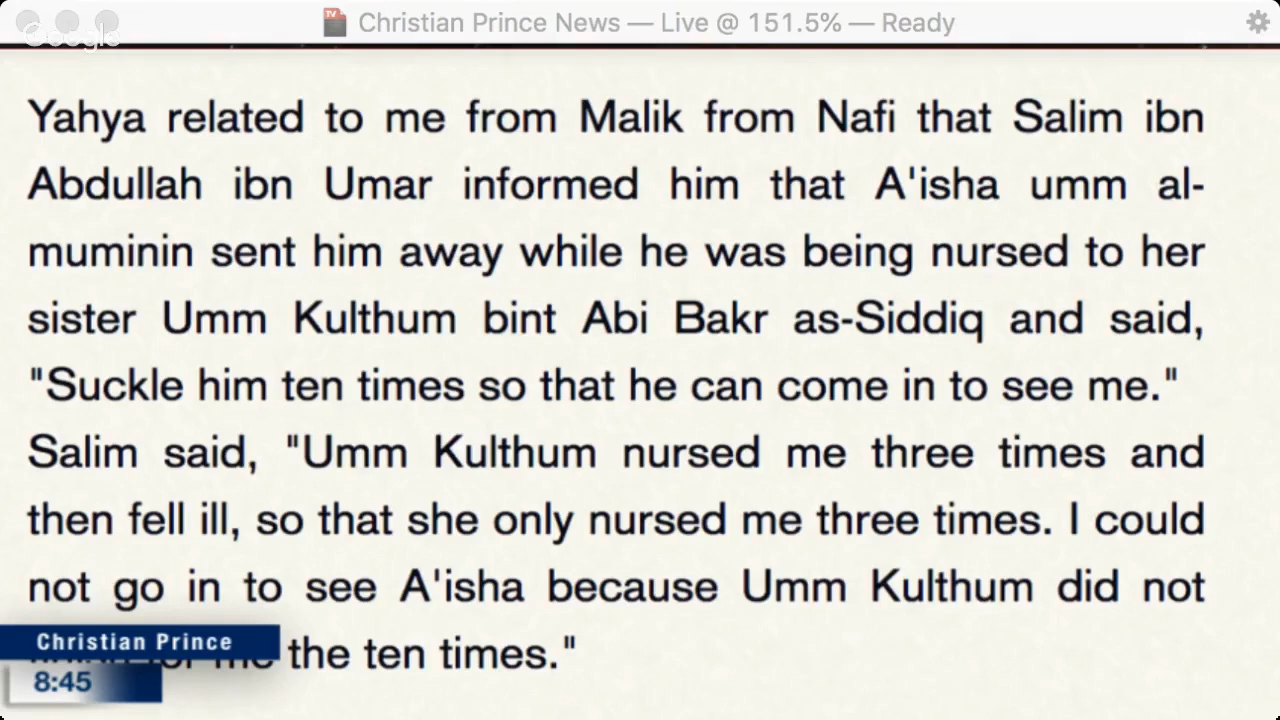 Christian Prince News — Live @ 151.5% — Ready
Google
Yahya related to me from Malik from Nafi that Salim ibn
Abdullah ibn Umar informed him that A'isha umm al-
muminin sent him away while he was being nursed to her
sister Umm Kulthum bint Abi Bakr as-Siddiq and said,
"Suckle him ten times so that he can come in to see me."
Salim said, "Umm Kulthum nursed me three times and
then fell ill, so that she only nursed me three times. I could
not go in to see A'isha because Umm Kulthum did not
for me the ten times."
Christian Prince
8:45